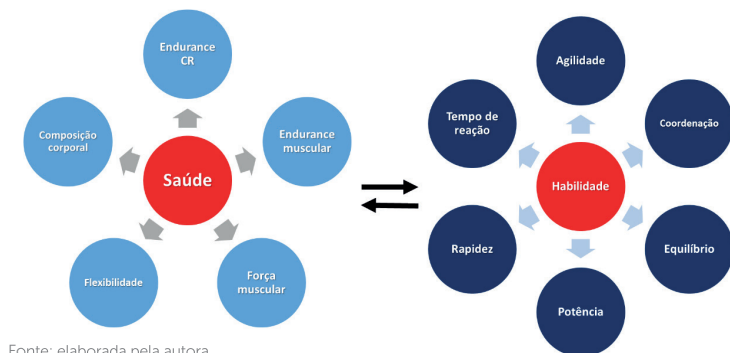 Endurance
CR
Endurance
muscular
Força
muscular
Flexibilidade
Composição
corporal
Saúde
Agilidade
Coordenação
Equilíbrio
Potência
Rapidez
Tempo de
reação
Habilidade
Fonte: elaborada pela autora